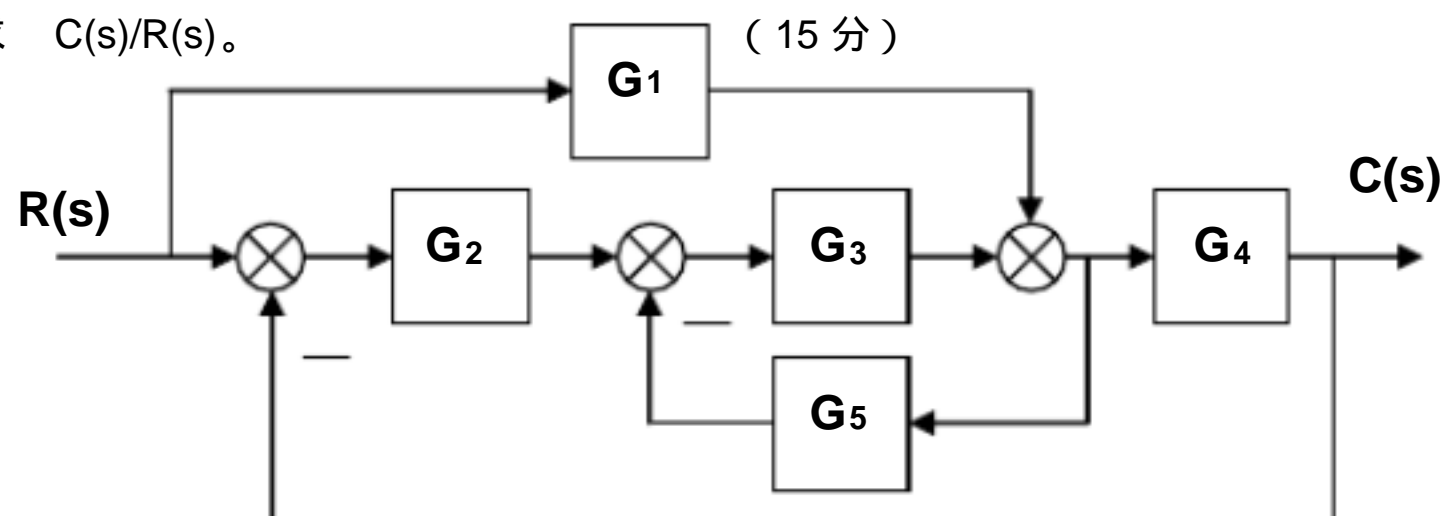 C(s)/R(s)。 （15 分）
G1
R(s)
C(s)
G2
G3
G4
—
—
G5